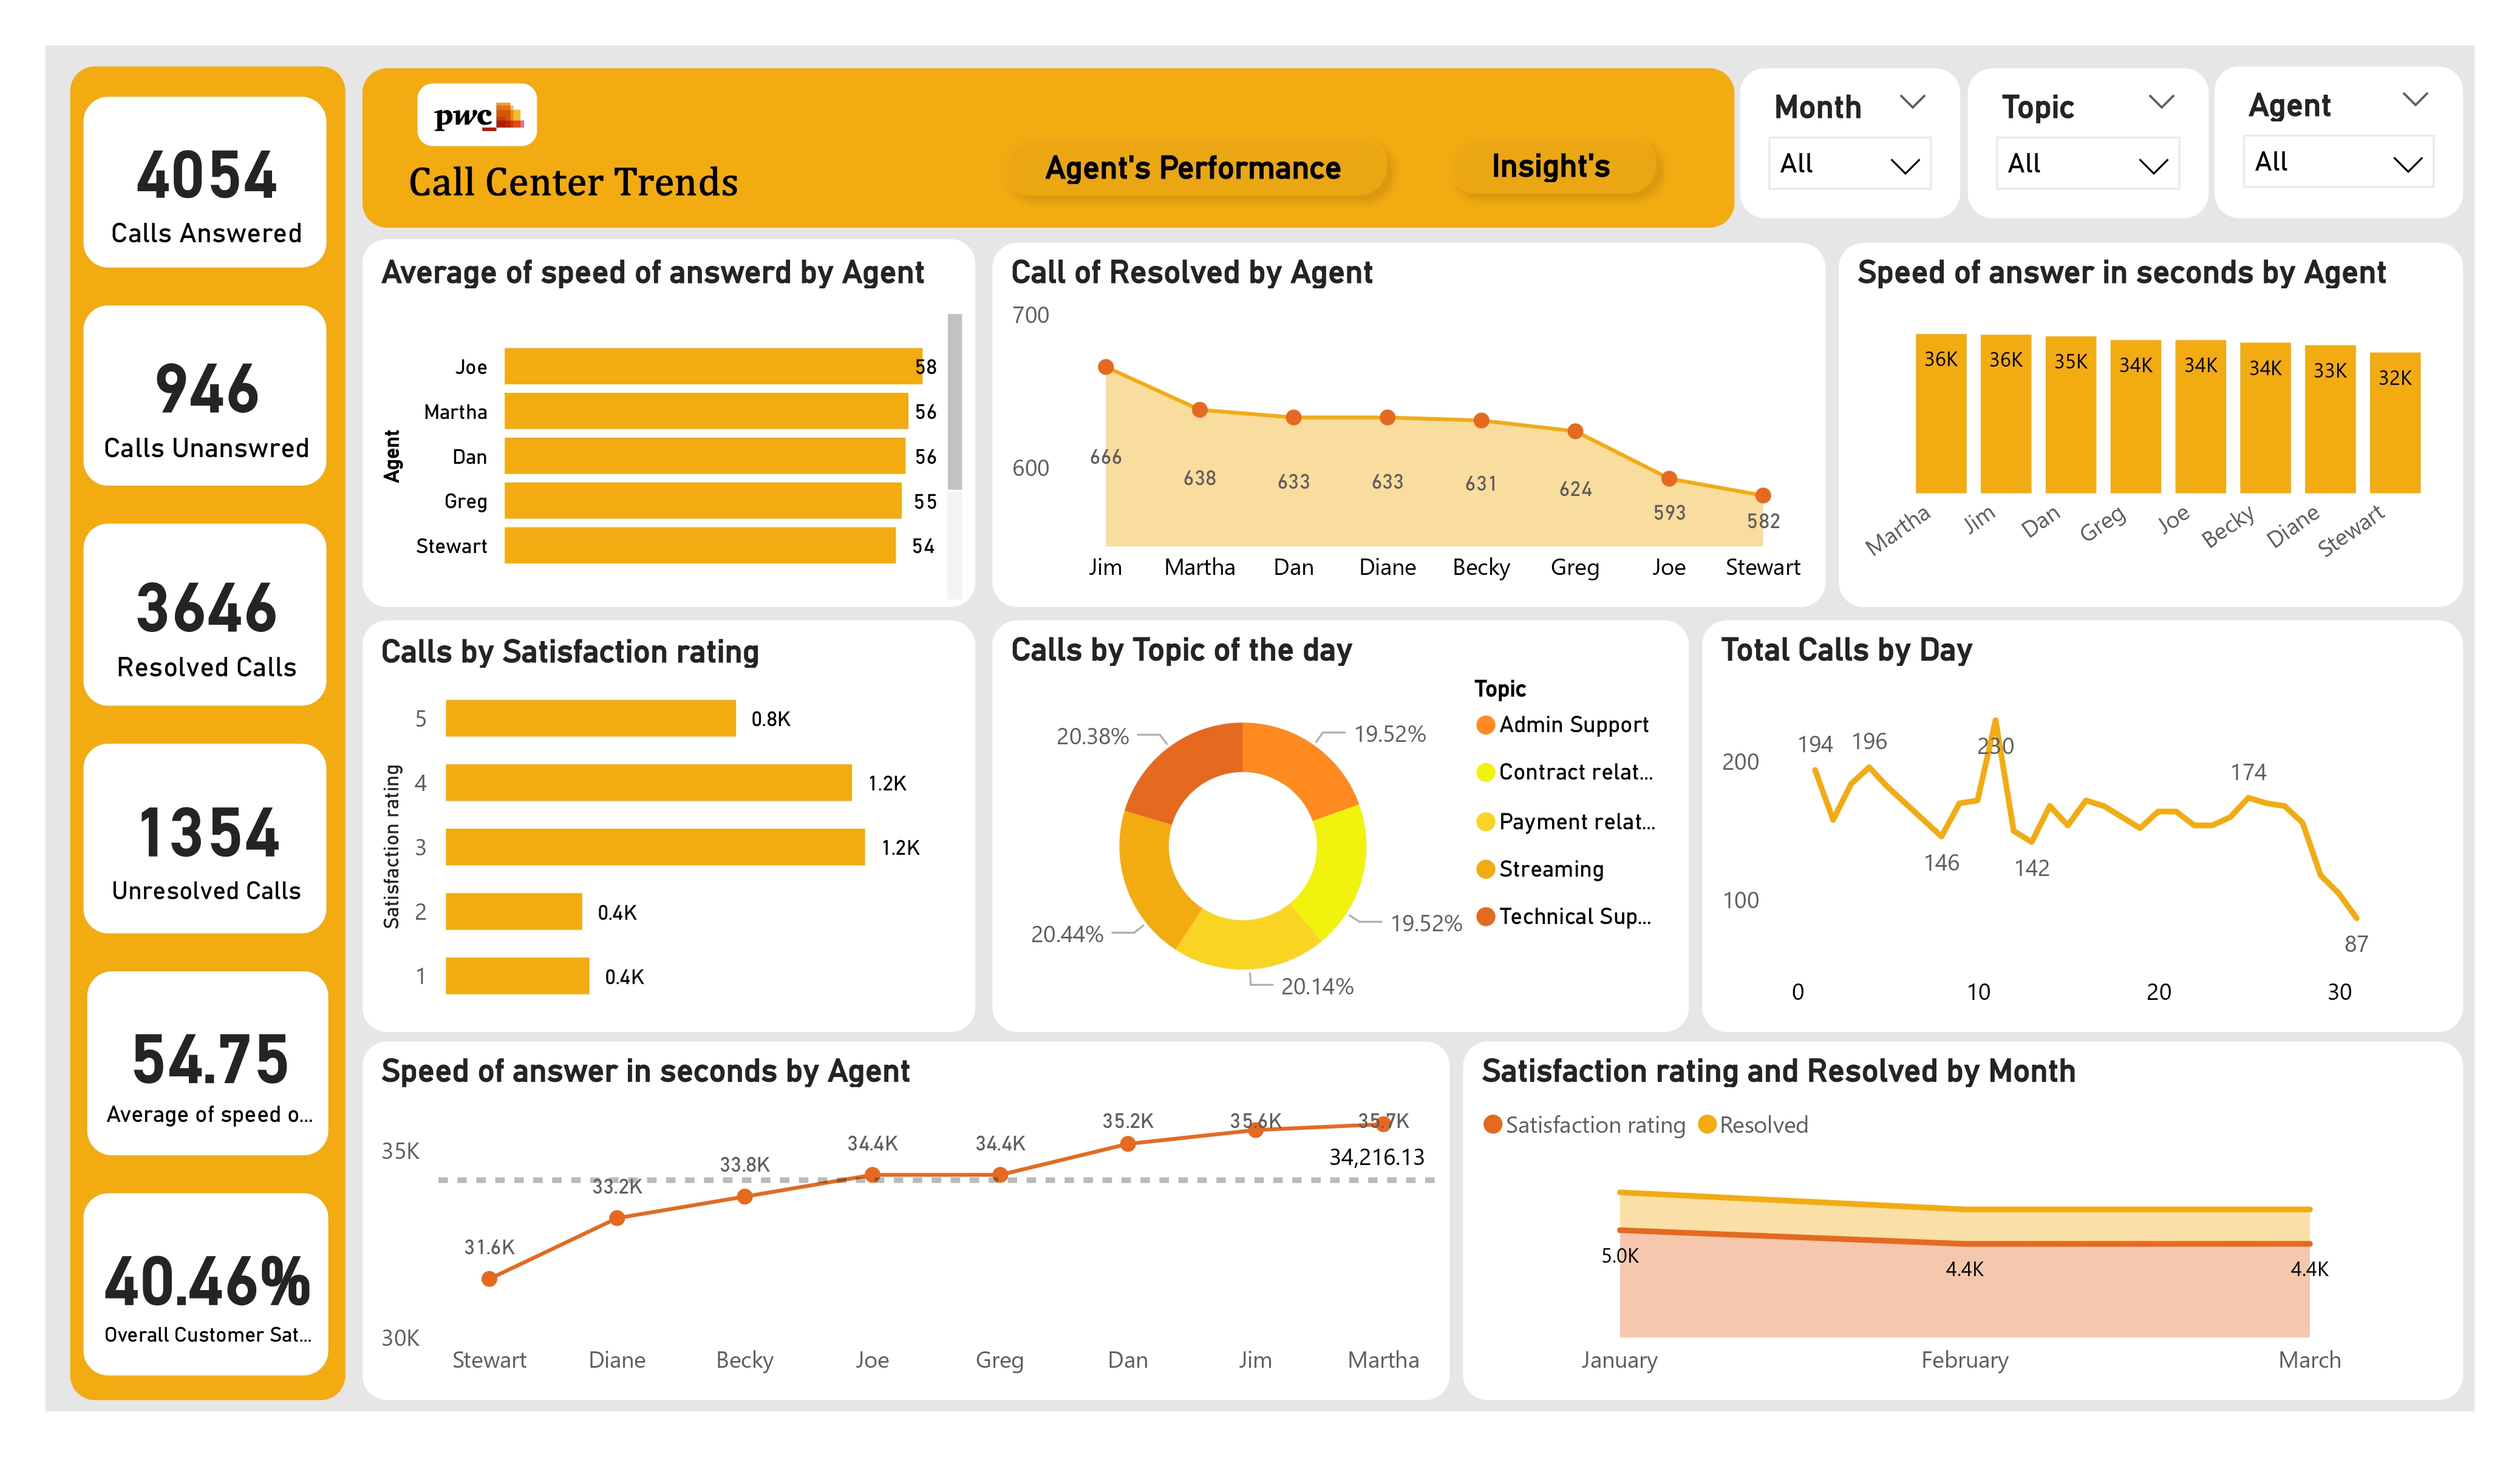 4054
Calls Answered
946
Calls Unanswred
3646
Resolved Calls
1354
Unresolved Calls
54.75
Average of speed o...
40.46%
Overall Customer Sat...
pwc
Call Center Trends
Agent's Performance
Insight's
Month
All
Topic
All
Agent
All
Average of speed of answerd by Agent
Agent
Joe 58
Martha 56
Dan 56
Greg 55
Stewart 54
Call of Resolved by Agent
700
600
666 638 633 633 631 624 593 582
Jim Martha Dan Diane Becky Greg Joe Stewart
Speed of answer in seconds by Agent
36K 36K 35K 34K 34K 34K 33K 32K
Martha Jim Dan Greg Joe Becky Diane Stewart
Calls by Satisfaction rating
Satisfaction rating
5 0.8K
4 1.2K
3 1.2K
2 0.4K
1 0.4K
Calls by Topic of the day
20.38%
19.52%
20.44%
19.52%
20.14%
Topic
Admin Support
Contract relat...
Payment relat...
Streaming
Technical Sup...
Total Calls by Day
200
100
194 196 230 174
146 142
87
0 10 20 30
Speed of answer in seconds by Agent
35K
30K
31.6K 33.2K 33.8K 34.4K 34.4K 35.2K 35.6K 35.7K
34,216.13
Stewart Diane Becky Joe Greg Dan Jim Martha
Satisfaction rating and Resolved by Month
Satisfaction rating Resolved
5.0K 4.4K 4.4K
January February March